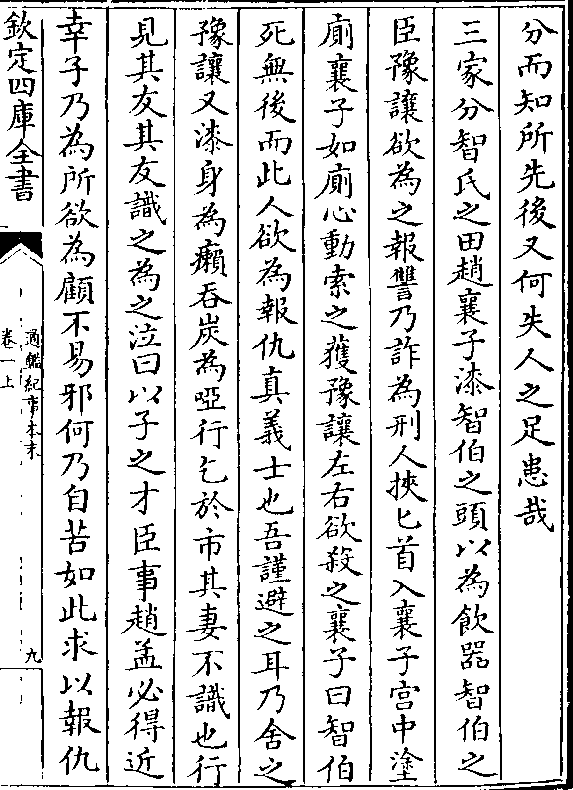 分而知所先後又何失人之足患哉
三家分智氏之田趙襄子漆智伯之頭以為飲器智伯之
臣豫讓欲為之報讐乃詐為刑人挾匕首入襄子宫中塗
廁襄子如廁心動索之獲豫讓左右欲殺之襄子曰智伯
死無後而此人欲為報仇真義士也吾謹避之耳乃舍之
豫讓又漆身為癩吞炭為啞行乞於市其妻不識也行
見其友其友識之為之泣曰以子之才臣事趙孟必得近
幸子乃為所欲為顧不易邪何乃自苦如此求以報仇
欽定四庫全書
通鑑紀事本末
卷一上
九